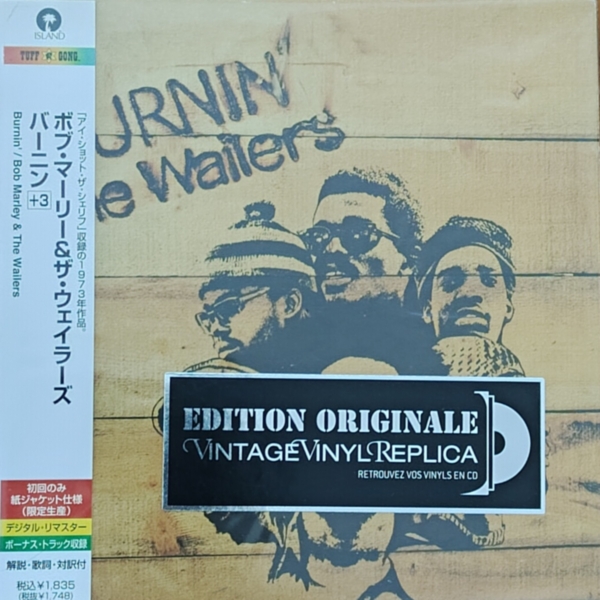 ISLAND
TUFF GONG
「アイ・ショット・ザ・シェリフ」収録の1973年作品。
ボブ・マーリー&ザ・ウェイラーズ
バーニン +3
Burnin' / Bob Marley & The Wailers
初回のみ
紙ジャケット仕様
(限定生産)
デジタル・リマスター
ボーナス・トラック収録
解説・歌詞・対訳付
税込¥1,835
(税抜¥1,748)
URNIN'
he Wailers
EDITION ORIGINALE
VINTAGE VINYL REPLICA
RETROUVEZ VOS VINYLS EN CD